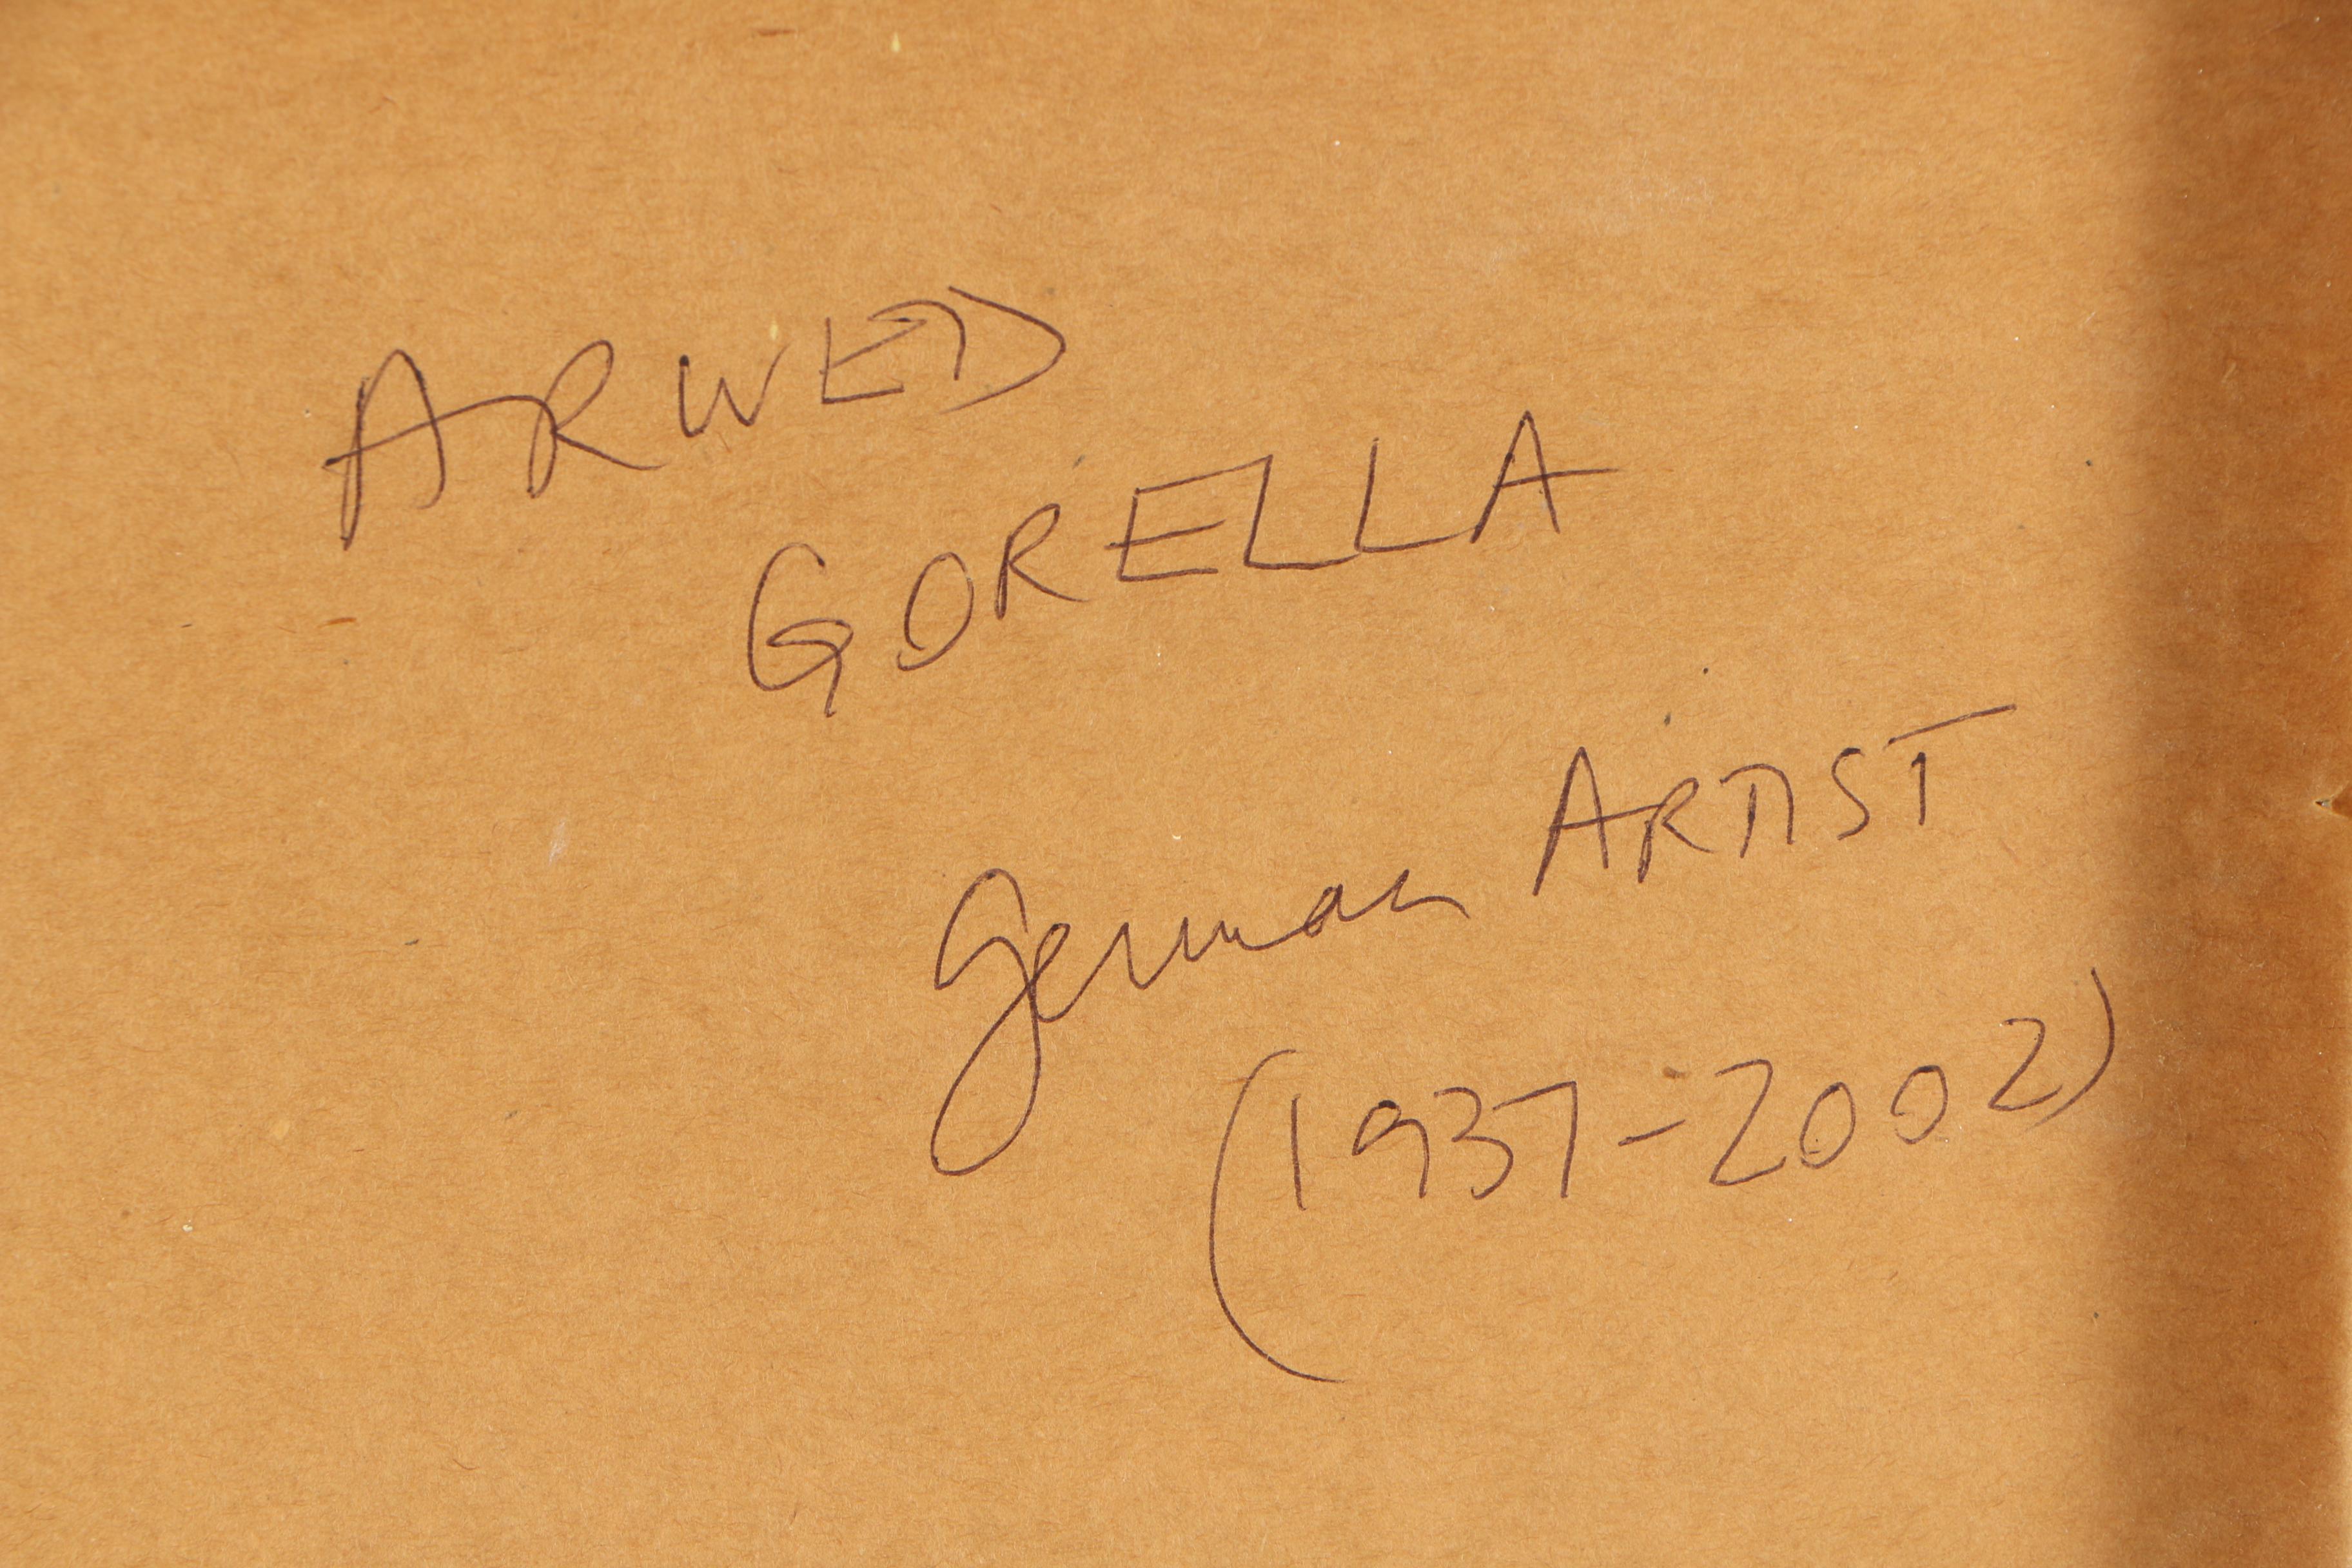 ARWED
GORELLA
German ARTIST
(1937-2002)